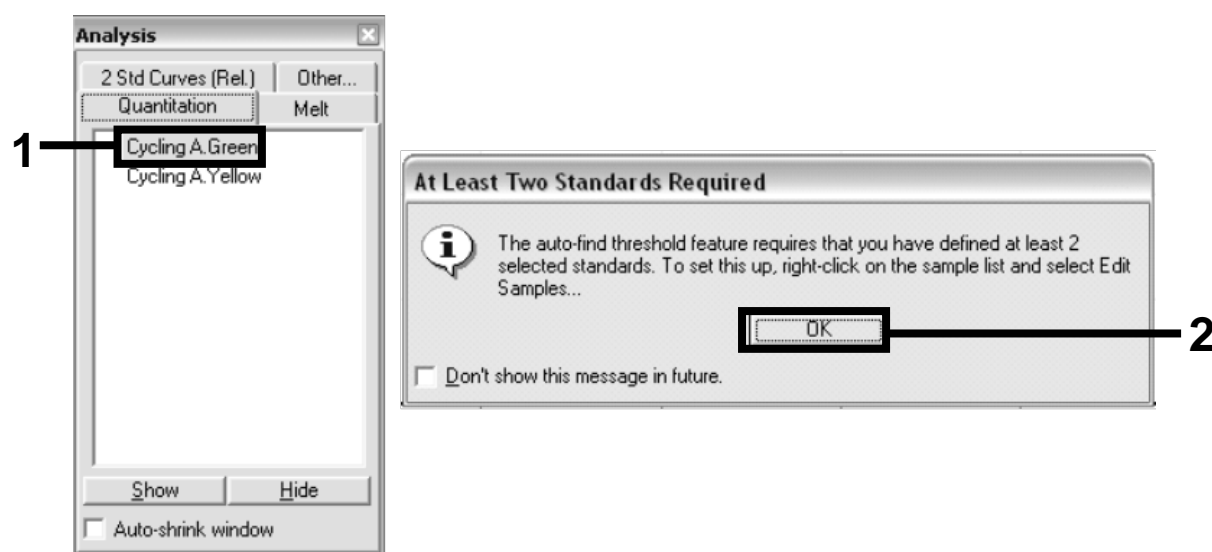 Analysis
2 Std Curves (Rel.) Other...
Quantitation Melt
1
Cycling A.Green
Cycling A.Yellow
Show Hide
Auto-shrink window
At Least Two Standards Required
The auto-find threshold feature requires that you have defined at least 2
selected standards. To set this up, right-click on the sample list and select Edit
Samples...
OK
2
Don't show this message in future.